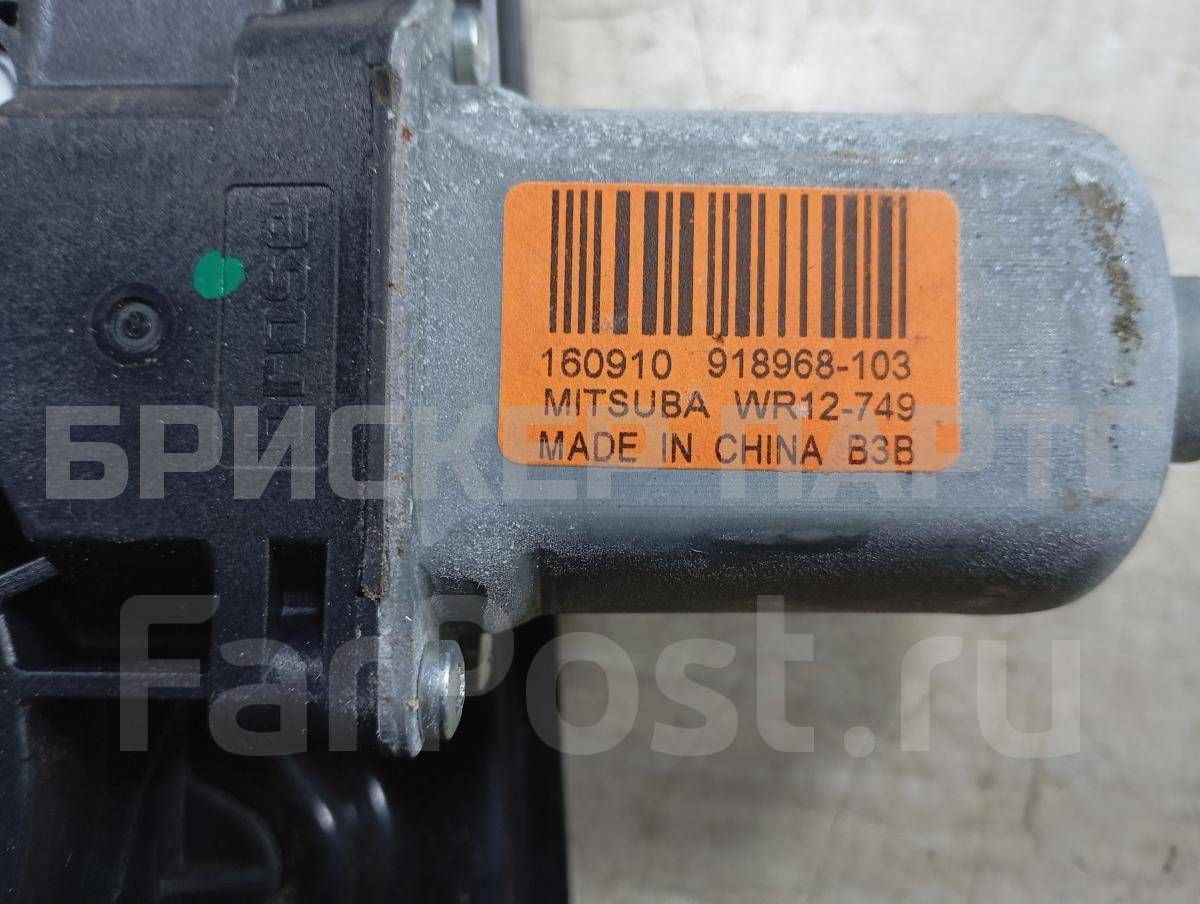 160910 918968-103
MITSUBA WR12-749
MADE IN CHINA B3B
БРИСКЕР ПАРТС
FarPost.ru